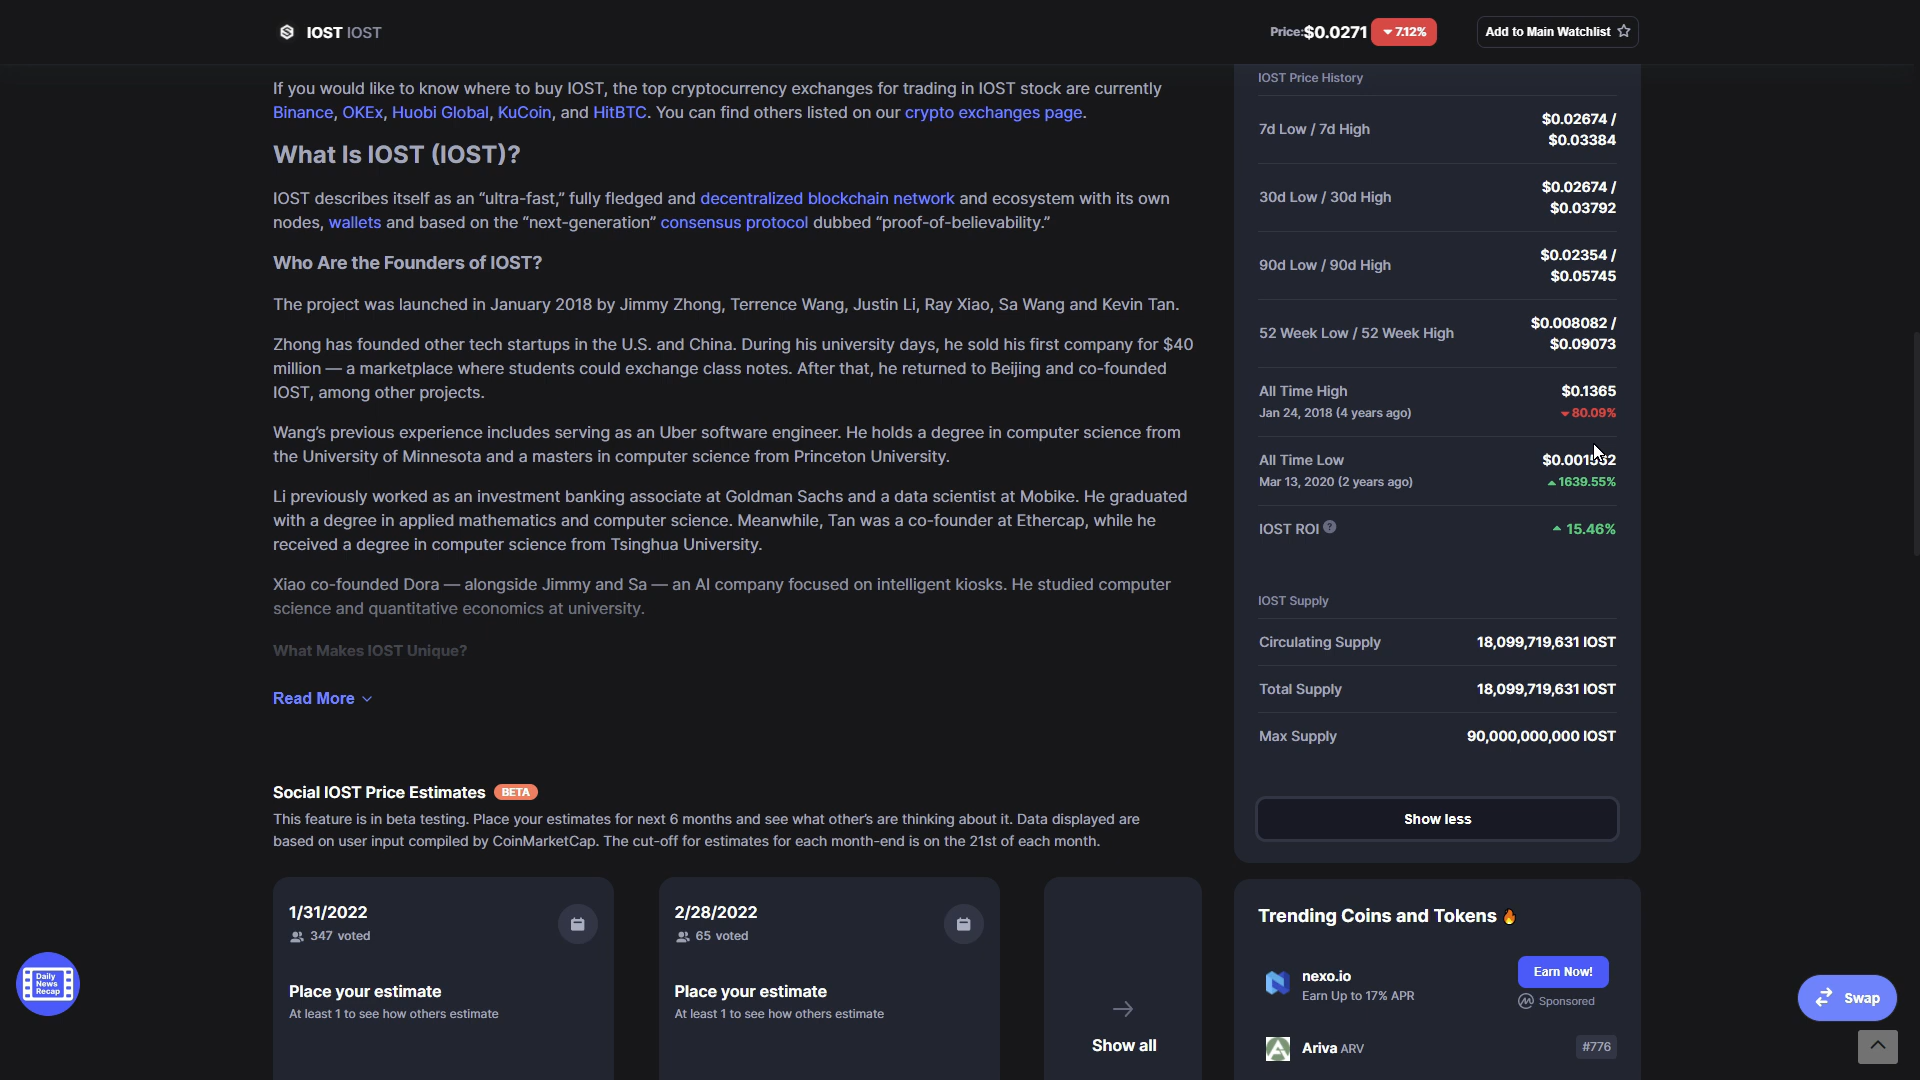 IOST IOST
Price:$0.0271 7.12%
Add to Main Watchlist
If you would like to know where to buy IOST, the top cryptocurrency exchanges for trading in IOST stock are currently
Binance, OKEx, Huobi Global, KuCoin, and HitBTC. You can find others listed on our crypto exchanges page.
What Is IOST (IOST)?
IOST describes itself as an “ultra-fast,” fully fledged and decentralized blockchain network and ecosystem with its own
nodes, wallets and based on the “next-generation” consensus protocol dubbed “proof-of-believability.”
Who Are the Founders of IOST?
The project was launched in January 2018 by Jimmy Zhong, Terrence Wang, Justin Li, Ray Xiao, Sa Wang and Kevin Tan.
Zhong has founded other tech startups in the U.S. and China. During his university days, he sold his first company for $40
million — a marketplace where students could exchange class notes. After that, he returned to Beijing and co-founded
IOST, among other projects.
Wang's previous experience includes serving as an Uber software engineer. He holds a degree in computer science from
the University of Minnesota and a masters in computer science from Princeton University.
Li previously worked as an investment banking associate at Goldman Sachs and a data scientist at Mobike. He graduated
with a degree in applied mathematics and computer science. Meanwhile, Tan was a co-founder at Ethercap, while he
received a degree in computer science from Tsinghua University.
Xiao co-founded Dora — alongside Jimmy and Sa — an AI company focused on intelligent kiosks. He studied computer
science and quantitative economics at university.
What Makes IOST Unique?
Read More
Social IOST Price Estimates BETA
This feature is in beta testing. Place your estimates for next 6 months and see what other's are thinking about it. Data displayed are
based on user input compiled by CoinMarketCap. The cut-off for estimates for each month-end is on the 21st of each month.
1/31/2022
347 voted
Place your estimate
At least 1 to see how others estimate
2/28/2022
65 voted
Place your estimate
At least 1 to see how others estimate
Show all
IOST Price History
7d Low / 7d High
$0.02674 /
$0.03384
30d Low / 30d High
$0.02674 /
$0.03792
90d Low / 90d High
$0.02354 /
$0.05745
52 Week Low / 52 Week High
$0.008082 /
$0.09073
All Time High
$0.1365
Jan 24, 2018 (4 years ago)
80.09%
All Time Low
Mar 13, 2020 (2 years ago)
1639.55%
IOST ROI ?
15.46%
IOST Supply
Circulating Supply
18,099,719,631 IOST
Total Supply
18,099,719,631 IOST
Max Supply
90,000,000,000 IOST
Show less
Trending Coins and Tokens
nexo.io
Earn Up to 17% APR
Earn Now!
Sponsored
Ariva ARV
#776
Daily
News
Recap
Swap